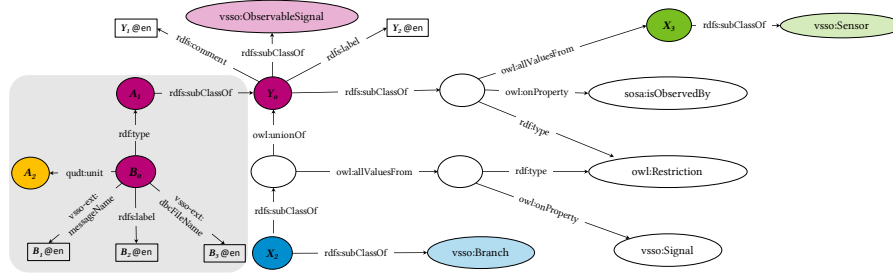 vsso:ObservableSignal
X3
rdfs:subClassOf
vsso:Sensor
Y1 @en
Y2 @en
rdfs:comment
rdfs:subClassOf
rdfs:label
owl:allValuesFrom
A1
rdfs:subClassOf
Yn
rdfs:subClassOf
owl:onProperty
sosa:isObservedBy
rdf:type
owl:unionOf
rdf:type
A2
qudt:unit
Bn
owl:allValuesFrom
rdf:type
owl:Restriction
vsso-ext:
messageName
rdfs:label
vsso-ext:
dbcFileName
rdfs:subClassOf
owl:onProperty
B1 @en
B2 @en
B3 @en
X2
rdfs:subClassOf
vsso:Branch
vsso:Signal